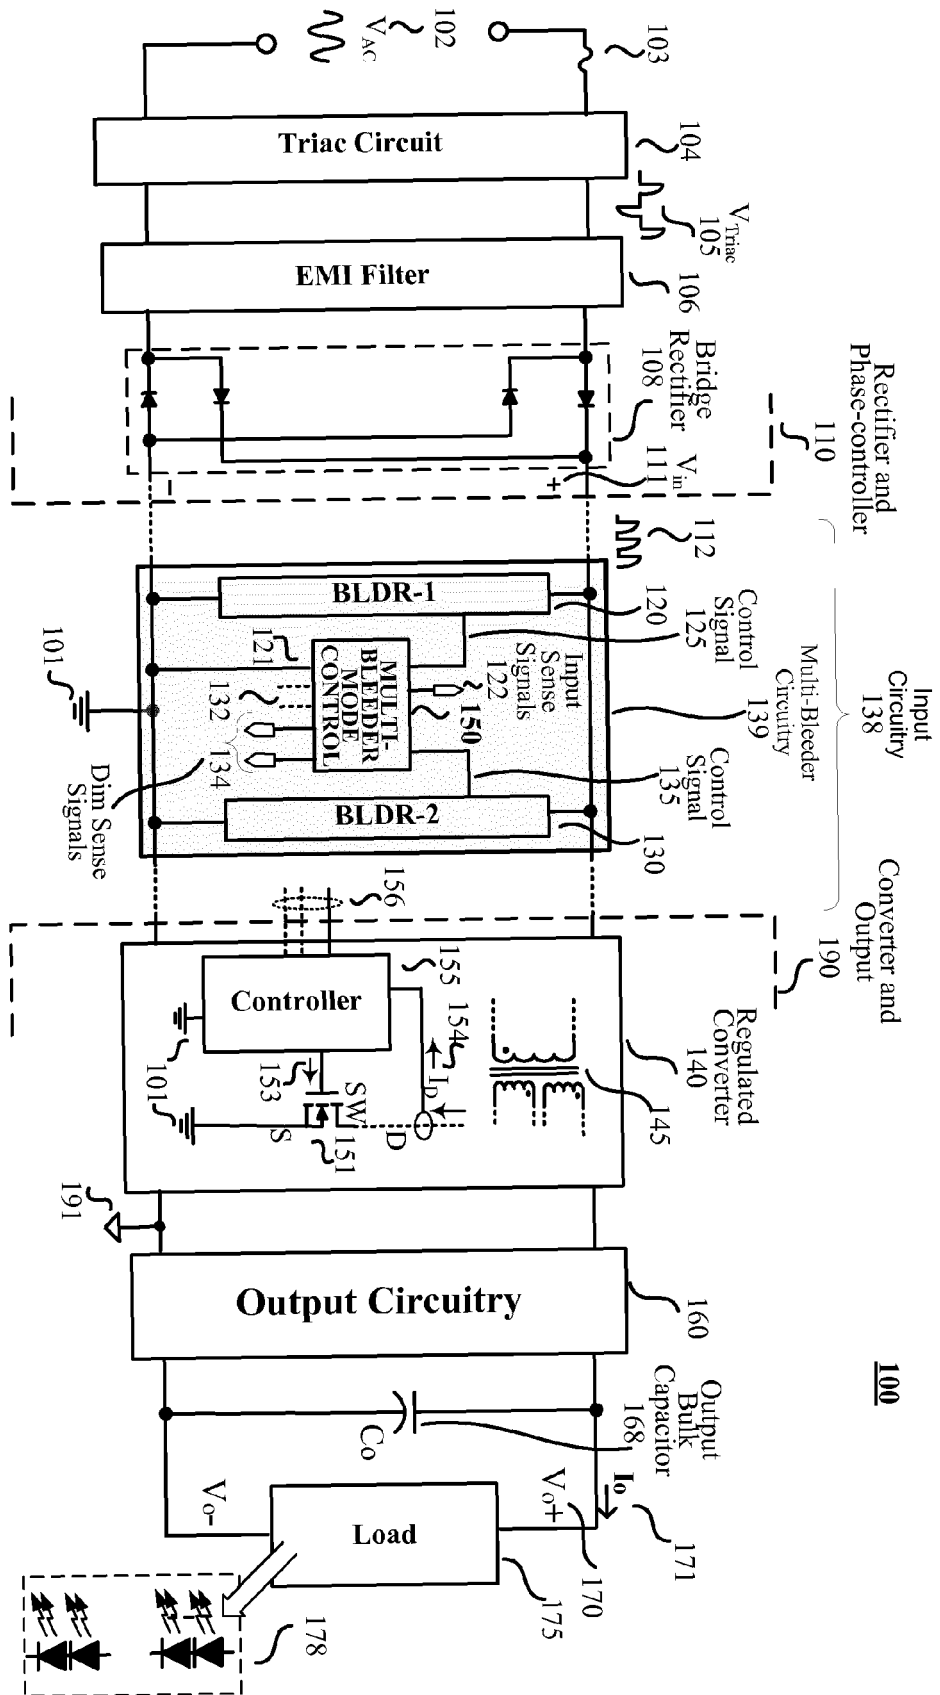 103
102
V_AC
Triac Circuit
104
V_Triac
105
EMI Filter
106
Bridge
Rectifier
108
V_in
111
+
-
Rectifier and
Phase-controller
110
112
Input
Circuitry
138
Multi-Bleeder
Circuitry
139
BLDR-1
120
Control
Signal
125
Input
Sense
Signals
122
121
MULTI-
BLEEDER
MODE
CONTROL
150
132
134
Dim Sense
Signals
101
Control
Signal
135
BLDR-2
130
Converter and
Output
190
156
155
Controller
154
I_D
153
SW
151
S
D
101
145
Regulated
Converter
140
191
Output Circuitry
160
100
Output
Bulk
Capacitor
168
C_O
I_O
171
V_O+
170
V_O-
Load
175
178